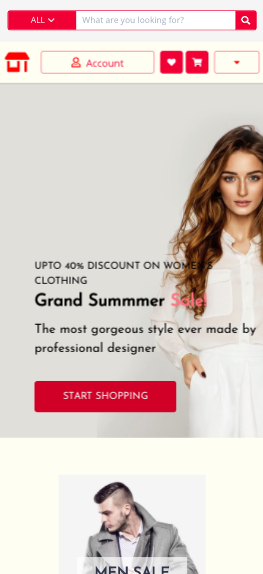 ALL
What are you looking for?
Account
UPTO 40% DISCOUNT ON WOMEN'S
CLOTHING
Grand Summmer Sale!
The most gorgeous style ever made by
professional designer
START SHOPPING
MEN SALE